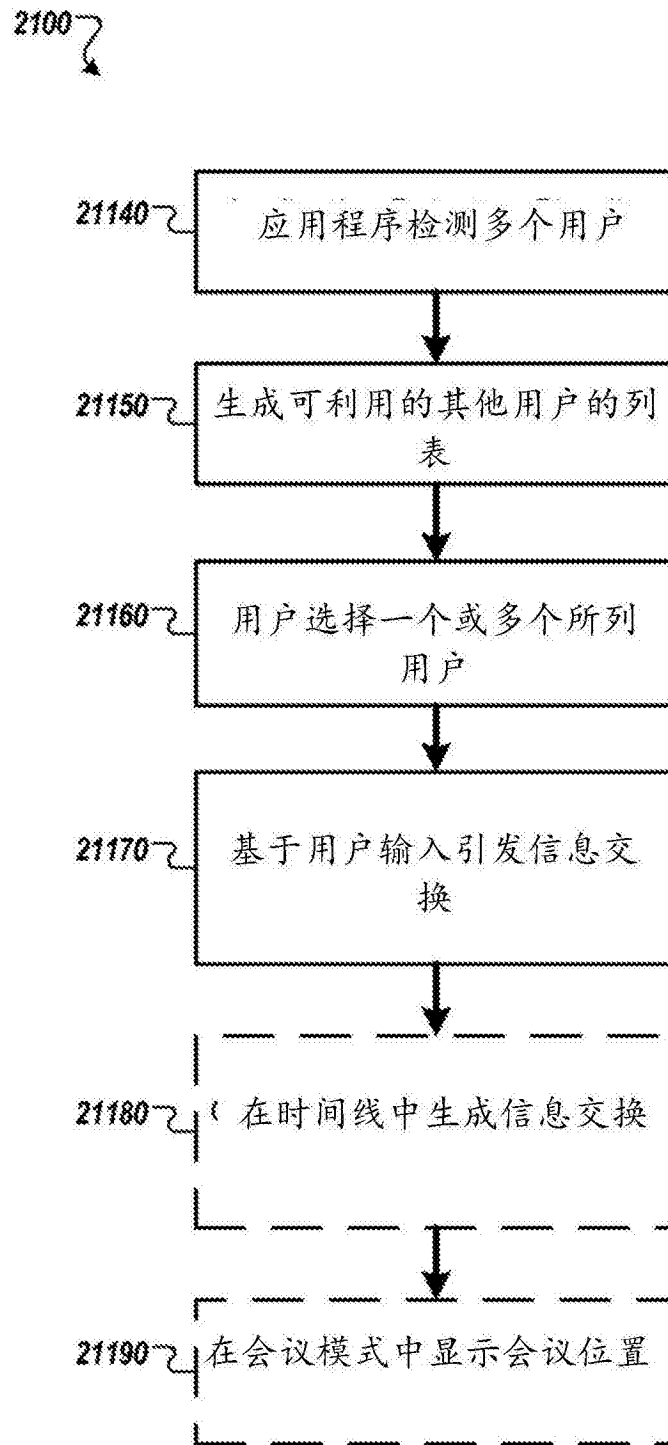 2100
21140
应用程序检测多个用户
21150
生成可利用的其他用户的列
表
21160
用户选择一个或多个所列
用户
21170
基于用户输入引发信息交
换
21180
在时间线中生成信息交换
21190
在会议模式中显示会议位置